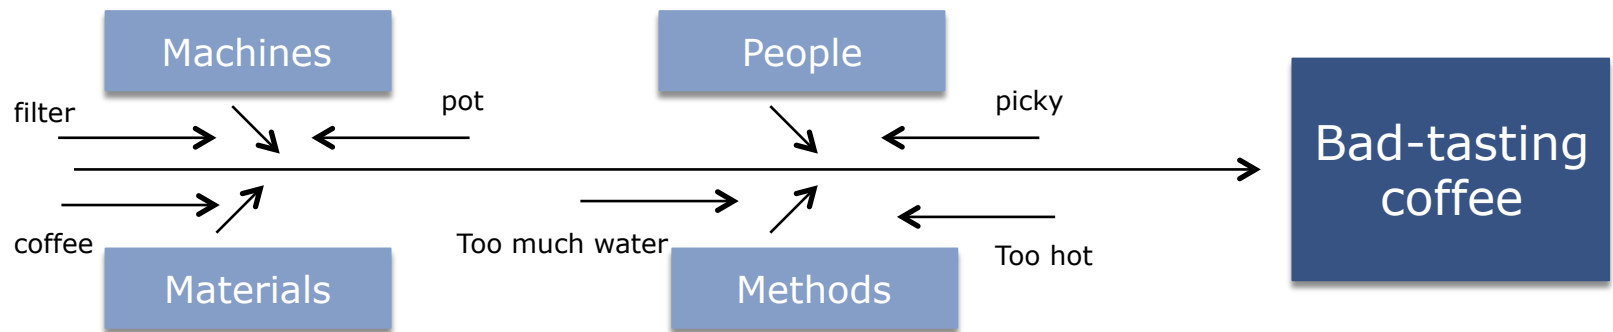 Machines
People
filter
pot
picky
Bad-tasting
coffee
coffee
Too much water
Too hot
Materials
Methods